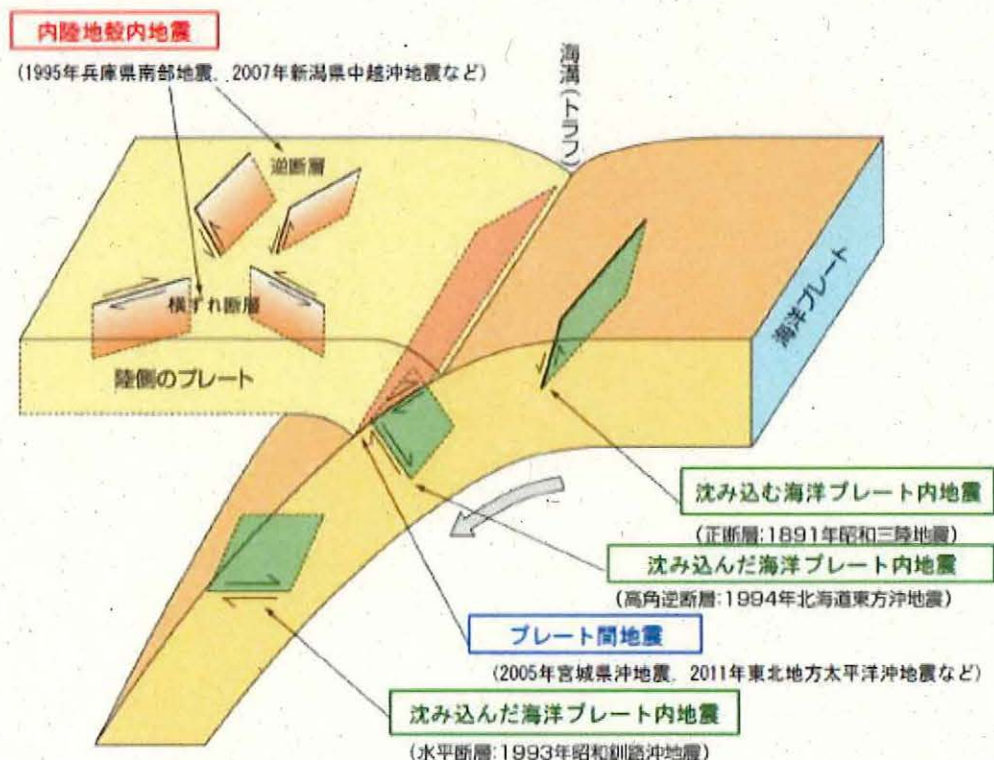 内陸地殻内地震
(1995年兵庫県南部地震, 2007年新潟県中越沖地震など)
海溝(トラフ)
逆断層
横ずれ断層
陸側のプレート
海洋プレート
沈み込む海洋プレート内地震
(正断層:1891年昭和三陸地震)
沈み込んだ海洋プレート内地震
(高角逆断層:1994年北海道東方沖地震)
プレート間地震
(2005年宮城県沖地震, 2011年東北地方太平洋沖地震など)
沈み込んだ海洋プレート内地震
(水平断層:1993年昭和釧路沖地震)